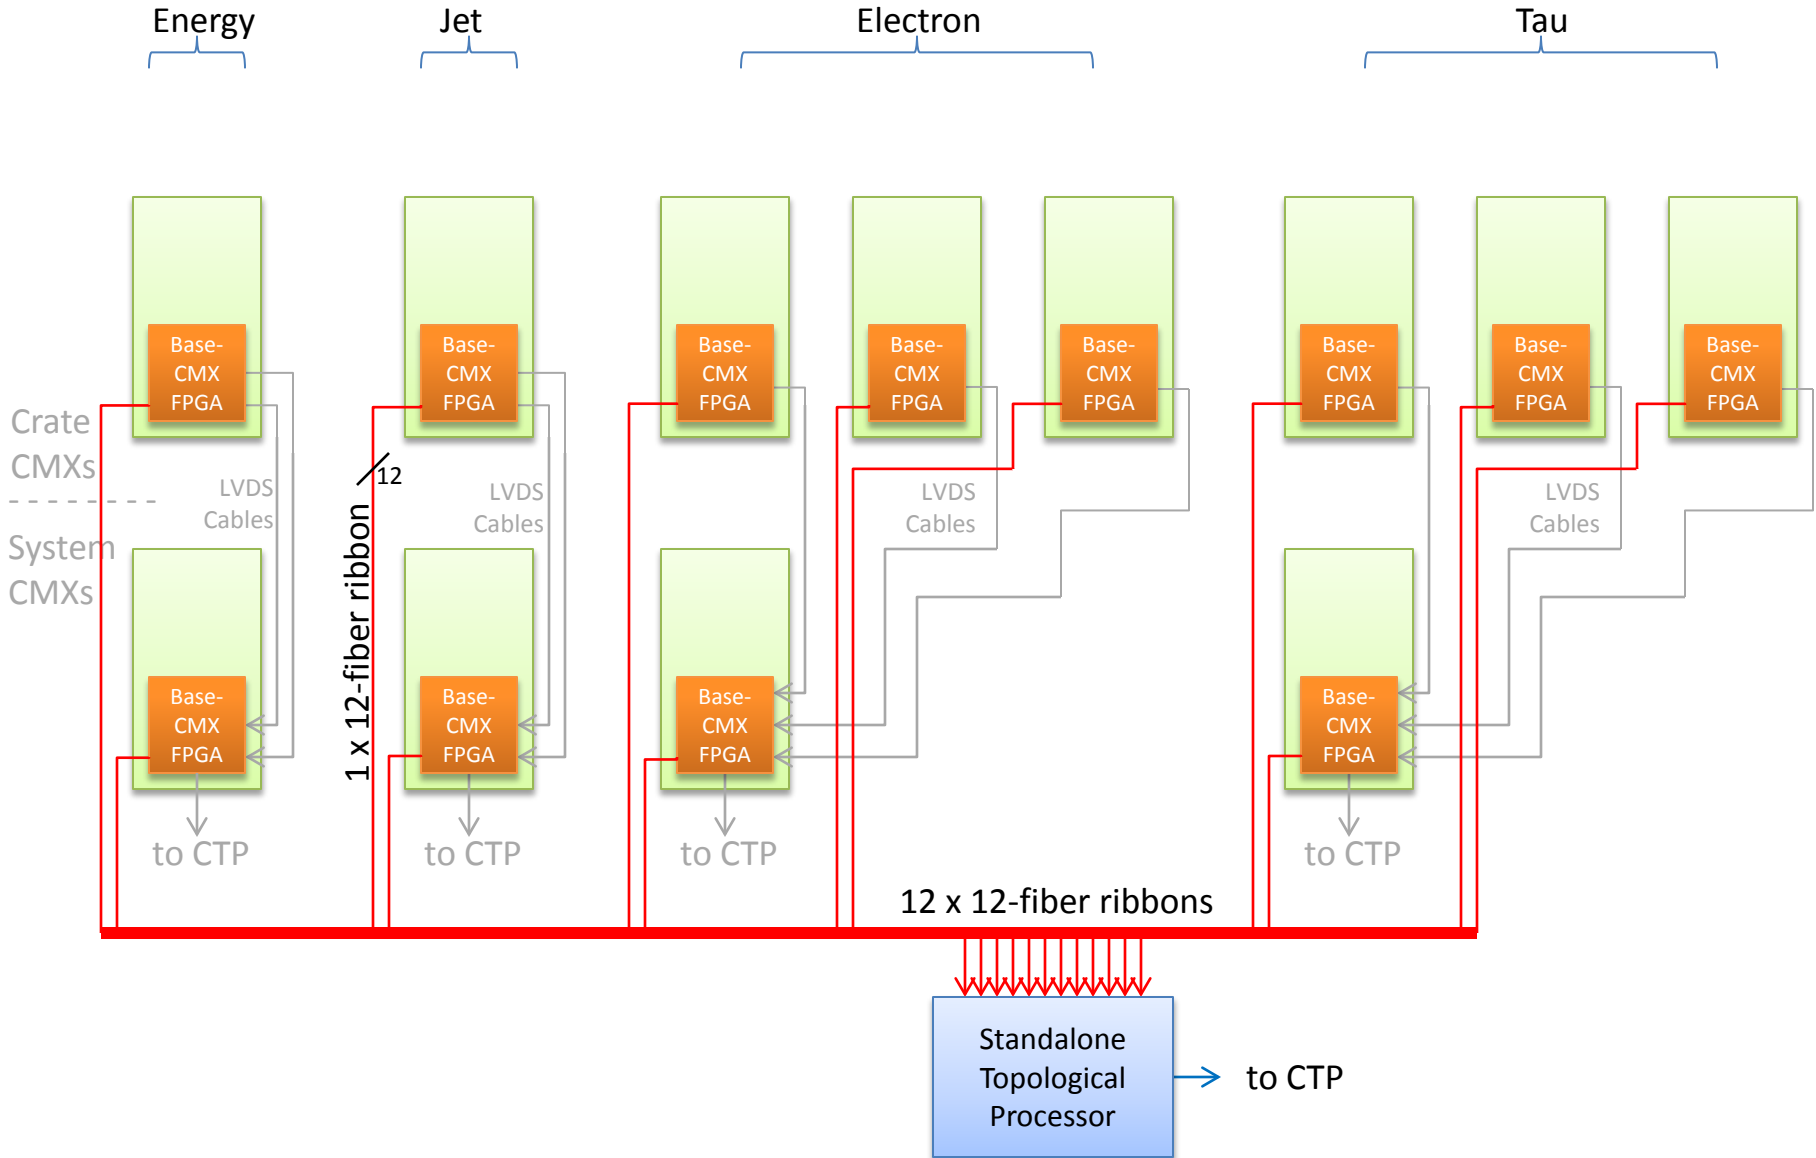 Energy
Jet
Electron
Tau
Base-
CMX
FPGA
Base-
CMX
FPGA
Base-
CMX
FPGA
Base-
CMX
FPGA
Base-
CMX
FPGA
Base-
CMX
FPGA
Base-
CMX
FPGA
Base-
CMX
FPGA
Crate
CMXs
System
CMXs
12
LVDS
Cables
LVDS
Cables
LVDS
Cables
LVDS
Cables
1 x 12-fiber ribbon
Base-
CMX
FPGA
Base-
CMX
FPGA
Base-
CMX
FPGA
Base-
CMX
FPGA
to CTP
to CTP
to CTP
to CTP
12 x 12-fiber ribbons
Standalone
Topological
Processor
to CTP